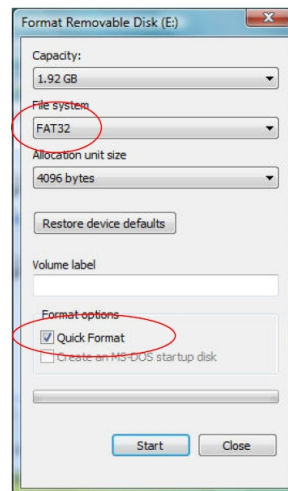 Format Removable Disk (E:)
Capacity:
1.92 GB
File system
FAT32
Allocation unit size
4096 bytes
Restore device defaults
Volume label
Format options
Quick Format
Create an MS-DOS startup disk
Start Close